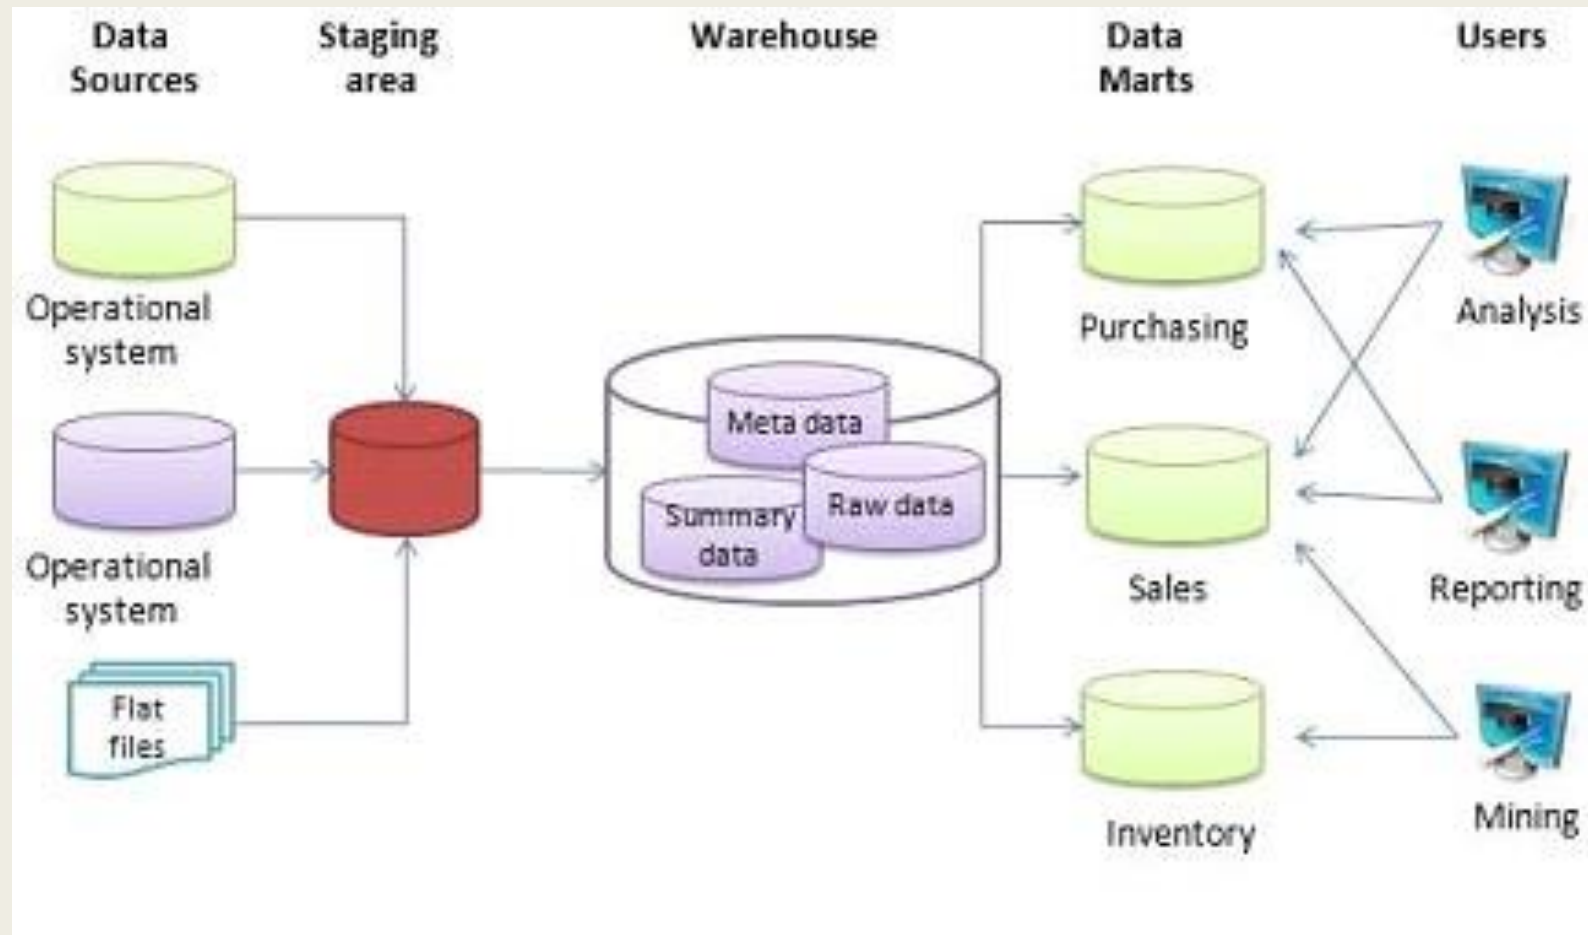 Data
Sources
Staging
area
Warehouse
Data
Marts
Users
Operational
system
Operational
system
Flat
files
Meta data
Summary
data
Raw data
Purchasing
Sales
Inventory
Analysis
Reporting
Mining